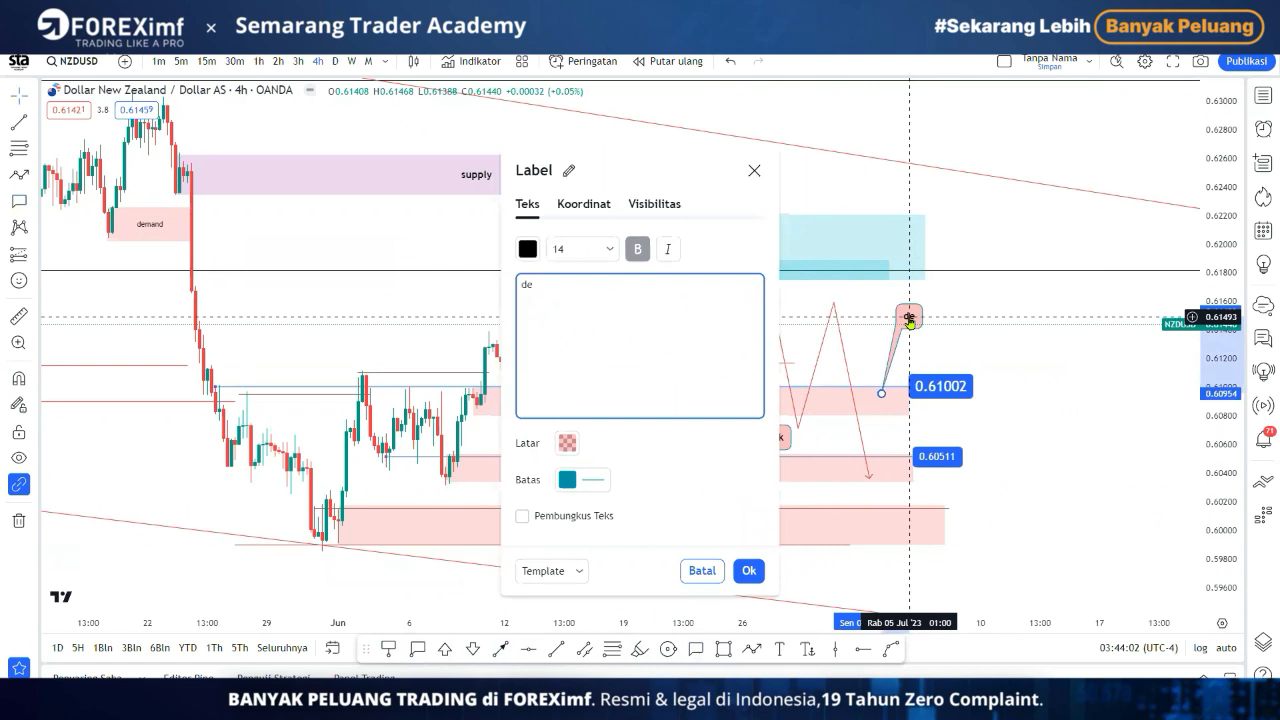 FOREXimf
TRADING LIKE A PRO
×
Semarang Trader Academy
#Sekarang Lebih
Banyak Peluang
sta
NZDUSD
1m 5m 15m 30m 1h 2h 3h 4h D W M
Indikator
Peringatan
Putar ulang
Tanpa Nama
Simpan
Publikasi
Dollar New Zealand / Dollar AS · 4h · OANDA
O0.61408 H0.61468 L0.61388 C0.61440 +0.00032 (+0.05%)
0.61421
3.8
0.61459
supply
demand
Label
Teks
Koordinat
Visibilitas
14
B
I
de
Latar
Batas
Pembungkus Teks
Template
Batal
Ok
de
k
0.61002
0.60511
0.63000
0.62800
0.62600
0.62400
0.62200
0.62000
0.61800
0.61600
0.61493
0.61200
0.60954
0.60800
0.60600
0.60400
0.60200
0.60000
0.59800
0.59600
71
13:00
22
13:00
29
Jun
6
12
13:00
19
26
Rab 05 Jul '23 01:00
10
13:00
17
13:00
1D 5H 1Bln 3Bln 6Bln YTD 1Th 5Th Seluruhnya
03:44:02 (UTC-4)
log
auto
BANYAK PELUANG TRADING di FOREXimf. Resmi & legal di Indonesia,19 Tahun Zero Complaint.